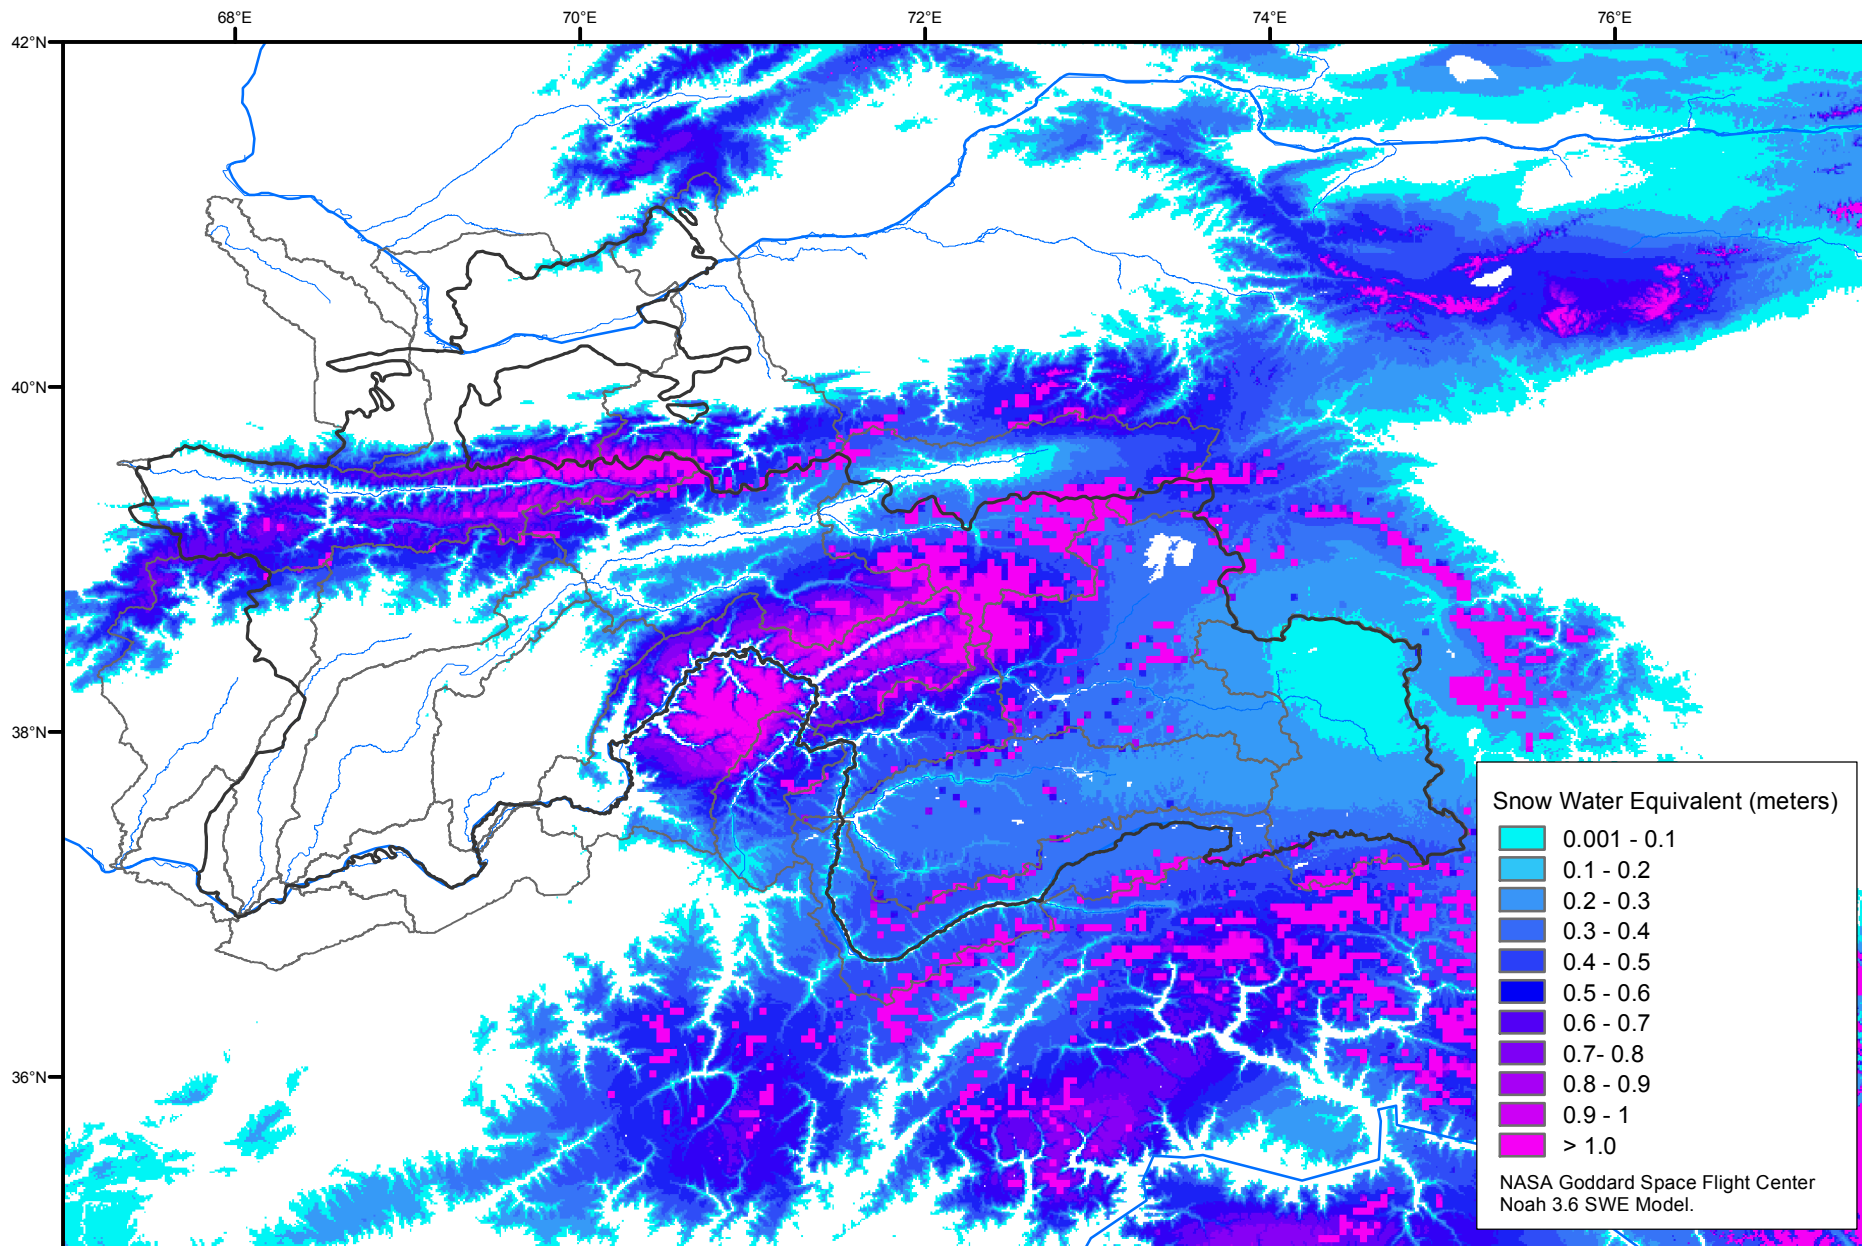 68°E
70°E
72°E
74°E
76°E
42°N
40°N
38°N
36°N
Snow Water Equivalent (meters)
0.001 - 0.1
0.1 - 0.2
0.2 - 0.3
0.3 - 0.4
0.4 - 0.5
0.5 - 0.6
0.6 - 0.7
0.7- 0.8
0.8 - 0.9
0.9 - 1
> 1.0
NASA Goddard Space Flight Center
Noah 3.6 SWE Model.